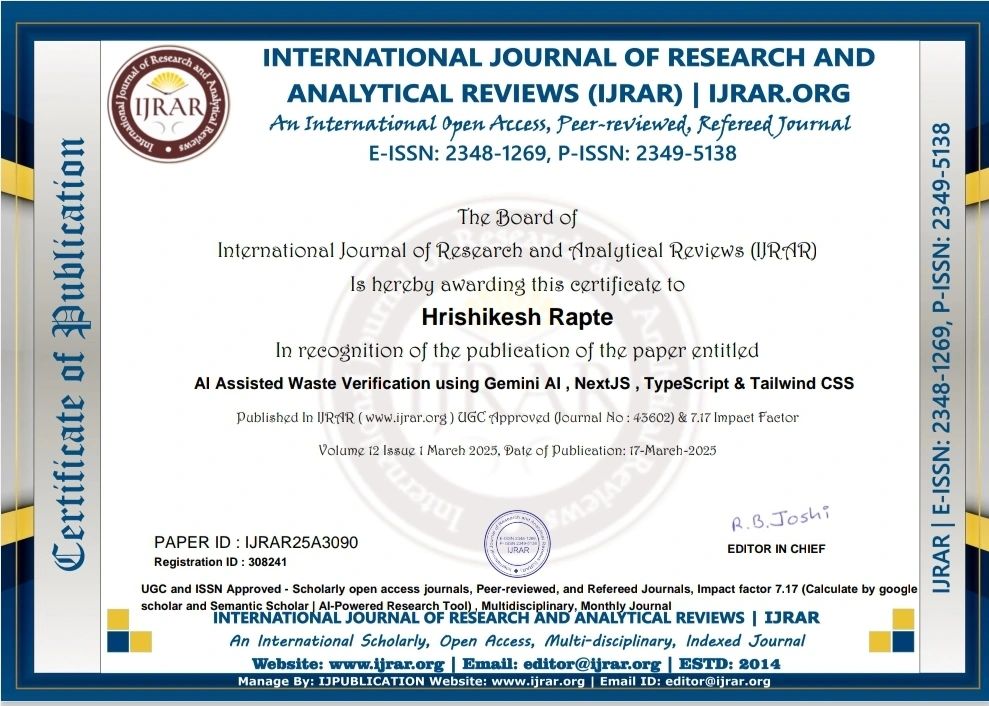 INTERNATIONAL JOURNAL OF RESEARCH AND
ANALYTICAL REVIEWS (IJRAR) | IJRAR.ORG
An International Open Access, Peer-reviewed, Refereed Journal
E-ISSN: 2348-1269, P-ISSN: 2349-5138
International Journal of Research and Analytical Reviews
IJRAR
Certificate of Publication
The Board of
International Journal of Research and Analytical Reviews (IJRAR)
Is hereby awarding this certificate to
Hrishikesh Rapte
In recognition of the publication of the paper entitled
AI Assisted Waste Verification using Gemini AI , NextJS , TypeScript & Tailwind CSS
Published In IJRAR ( www.ijrar.org ) UGC Approved (Journal No : 43602) & 7.17 Impact Factor
Volume 12 Issue 1 March 2025, Date of Publication: 17-March-2025
IJRAR | E-ISSN: 2348-1269, P-ISSN: 2349-5138
PAPER ID : IJRAR25A3090
Registration ID : 308241
E-ISSN 2348-1269
P-ISSN 2349-5138
IJRAR
R.B.Joshi
EDITOR IN CHIEF
UGC and ISSN Approved - Scholarly open access journals, Peer-reviewed, and Refereed Journals, Impact factor 7.17 (Calculate by google
scholar and Semantic Scholar | AI-Powered Research Tool) , Multidisciplinary, Monthly Journal
INTERNATIONAL JOURNAL OF RESEARCH AND ANALYTICAL REVIEWS | IJRAR
An International Scholarly, Open Access, Multi-disciplinary, Indexed Journal
Website: www.ijrar.org | Email: editor@ijrar.org | ESTD: 2014
Manage By: IJPUBLICATION Website: www.ijrar.org | Email ID: editor@ijrar.org